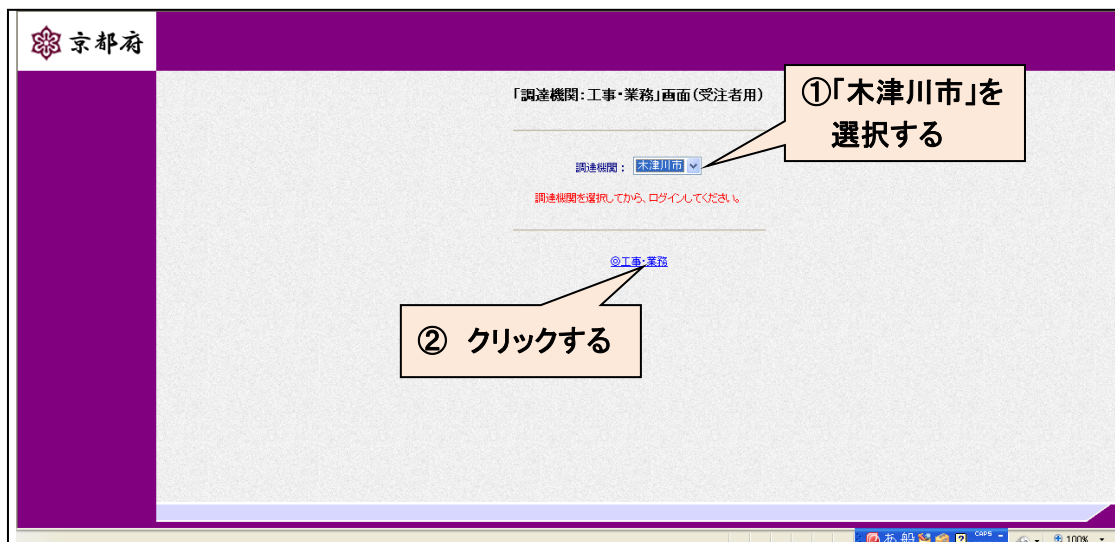 京都府
「調達機関:工事・業務」画面(受注者用)
①「木津川市」を
選択する
調達機関: 木津川市
調達機関を選択してから、ログインしてください。
◎工事・業務
② クリックする
あ 般 CAPS
100%